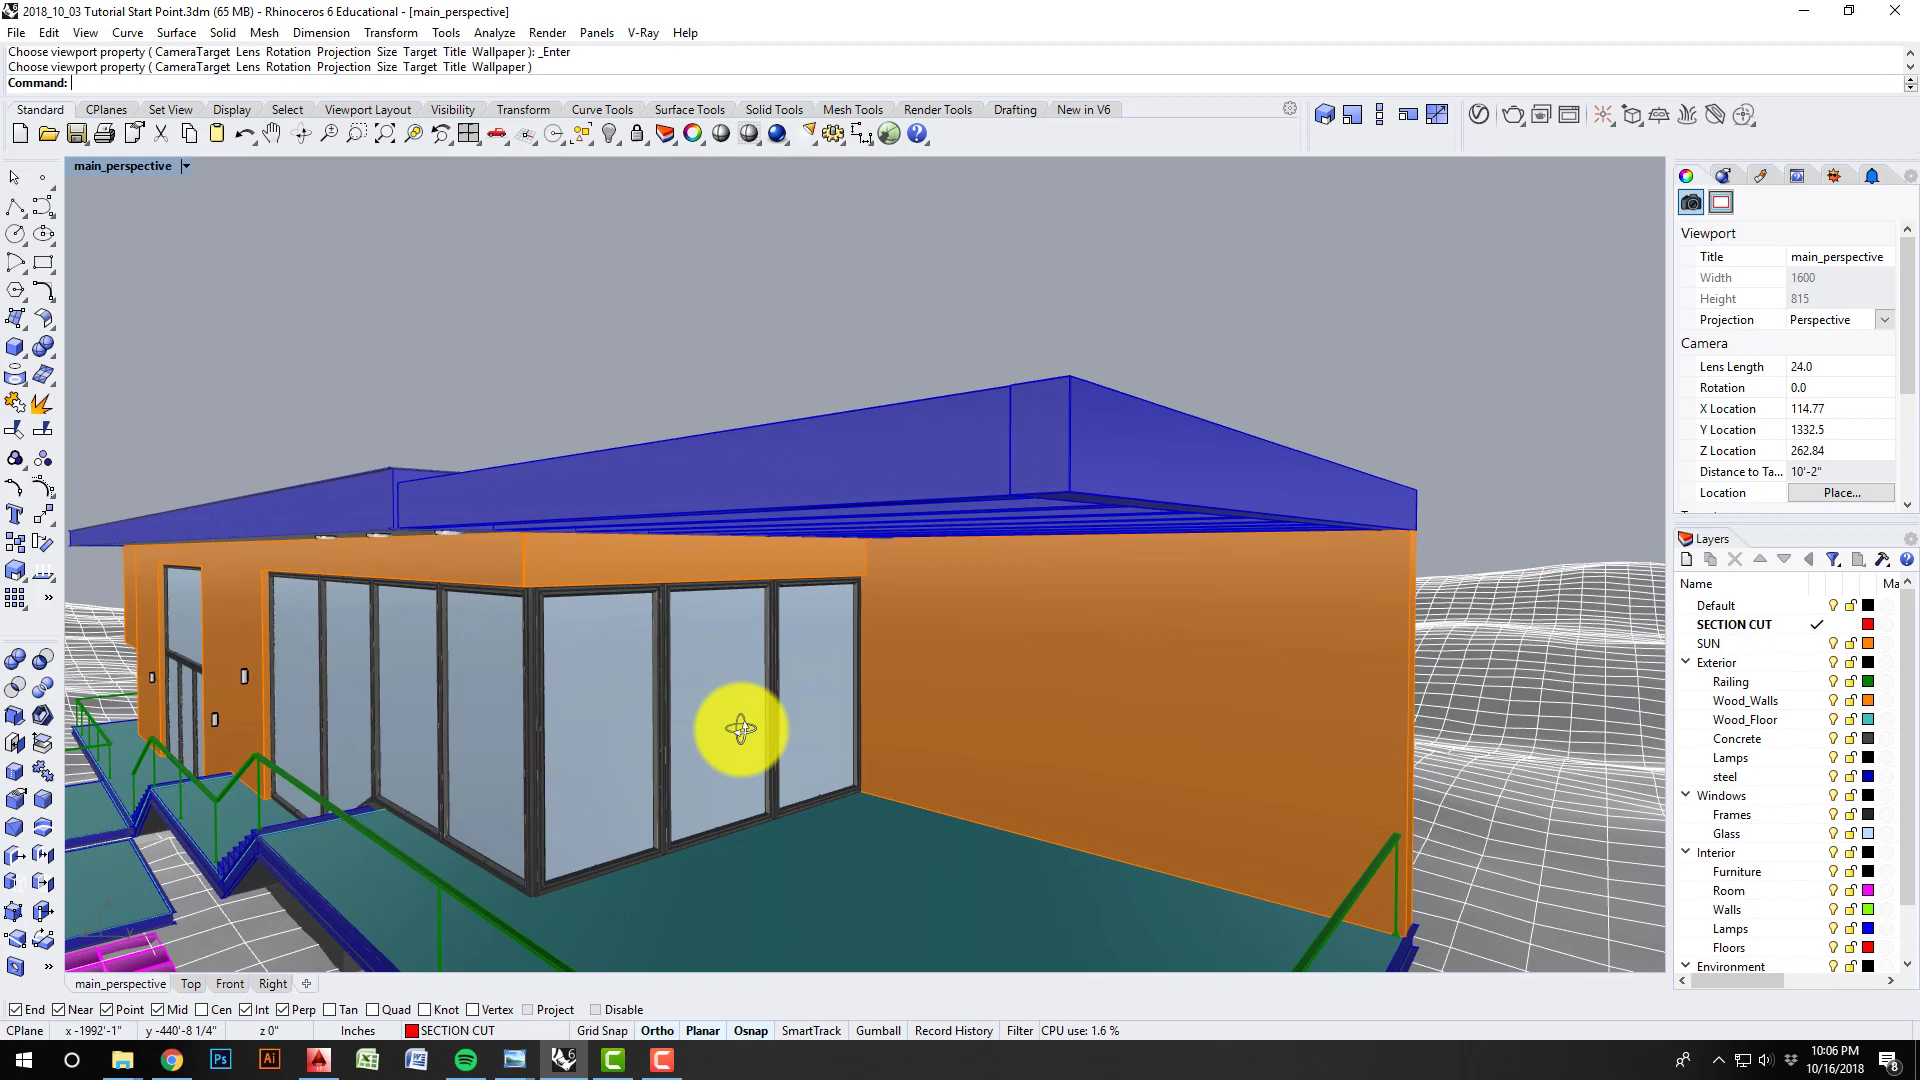 2018_10_03 Tutorial Start Point.3dm (65 MB) - Rhinoceros 6 Educational - [main_perspective]
File Edit View Curve Surface Solid Mesh Dimension Transform Tools Analyze Render Panels V-Ray Help
Choose viewport property ( CameraTarget Lens Rotation Projection Size Target Title Wallpaper ): _Enter
Choose viewport property ( CameraTarget Lens Rotation Projection Size Target Title Wallpaper )
Command:
Standard CPlanes Set View Display Select Viewport Layout Visibility Transform Curve Tools Surface Tools Solid Tools Mesh Tools Render Tools Drafting New in V6
main_perspective
Viewport
Title main_perspective
Width 1600
Height 815
Projection Perspective
Camera
Lens Length 24.0
Rotation 0.0
X Location 114.77
Y Location 1332.5
Z Location 262.84
Distance to Ta... 10'-2"
Location Place...
Layers
Name Ma
Default
SECTION CUT
SUN
Exterior
Railing
Wood_Walls
Wood_Floor
Concrete
Lamps
steel
Windows
Frames
Glass
Interior
Furniture
Room
Walls
Lamps
Floors
Environment
main_perspective Top Front Right
End Near Point Mid Cen Int Perp Tan Quad Knot Vertex Project Disable
CPlane x -1992'-1" y -440'-8 1/4" z 0" Inches SECTION CUT Grid Snap Ortho Planar Osnap SmartTrack Gumball Record History Filter CPU use: 1.6 %
Ps Ai 6 C C
10:06 PM
10/16/2018
8